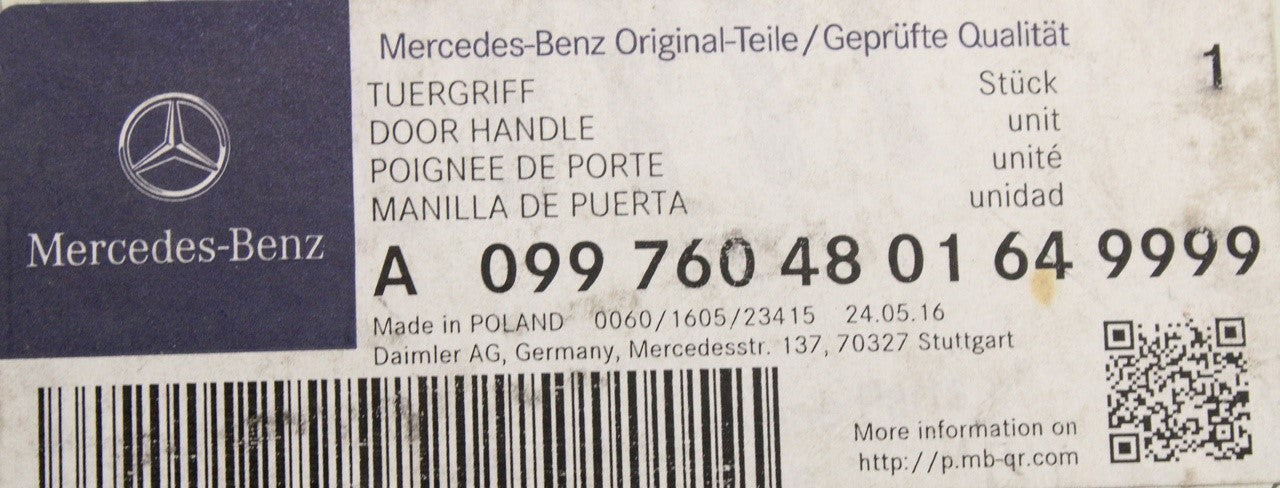 Mercedes-Benz
Mercedes-Benz Original-Teile/Geprüfte Qualität
TUERGRIFF Stück 1
DOOR HANDLE unit
POIGNEE DE PORTE unité
MANILLA DE PUERTA unidad
A 099 760 48 01 64 9999
Made in POLAND 0060/1605/23415 24.05.16
Daimler AG, Germany, Mercedesstr. 137, 70327 Stuttgart
More information on
http://p.mb-qr.com